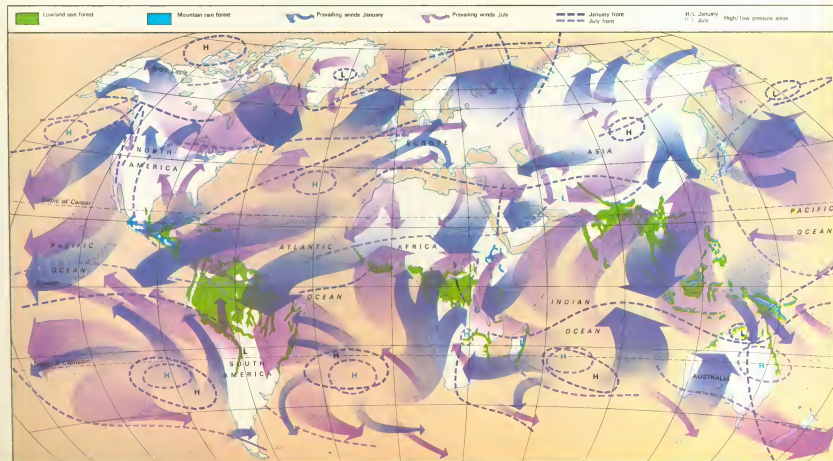 Lowland rain forest
Mountain rain forest
Prevailing winds January
Prevailing winds July
January front
July front
H/L January
H L July
High/low pressure areas
H
L
L
H
H
NORTH
AMERICA
EUROPE
ASIA
H
L
Tropic of Cancer
PACIFIC
OCEAN
ATLANTIC
OCEAN
AFRICA
PACIFIC
OCEAN
INDIAN
OCEAN
L
SOUTH
AMERICA
H
H
H
H
H
H
H
L
AUSTRALIA
H